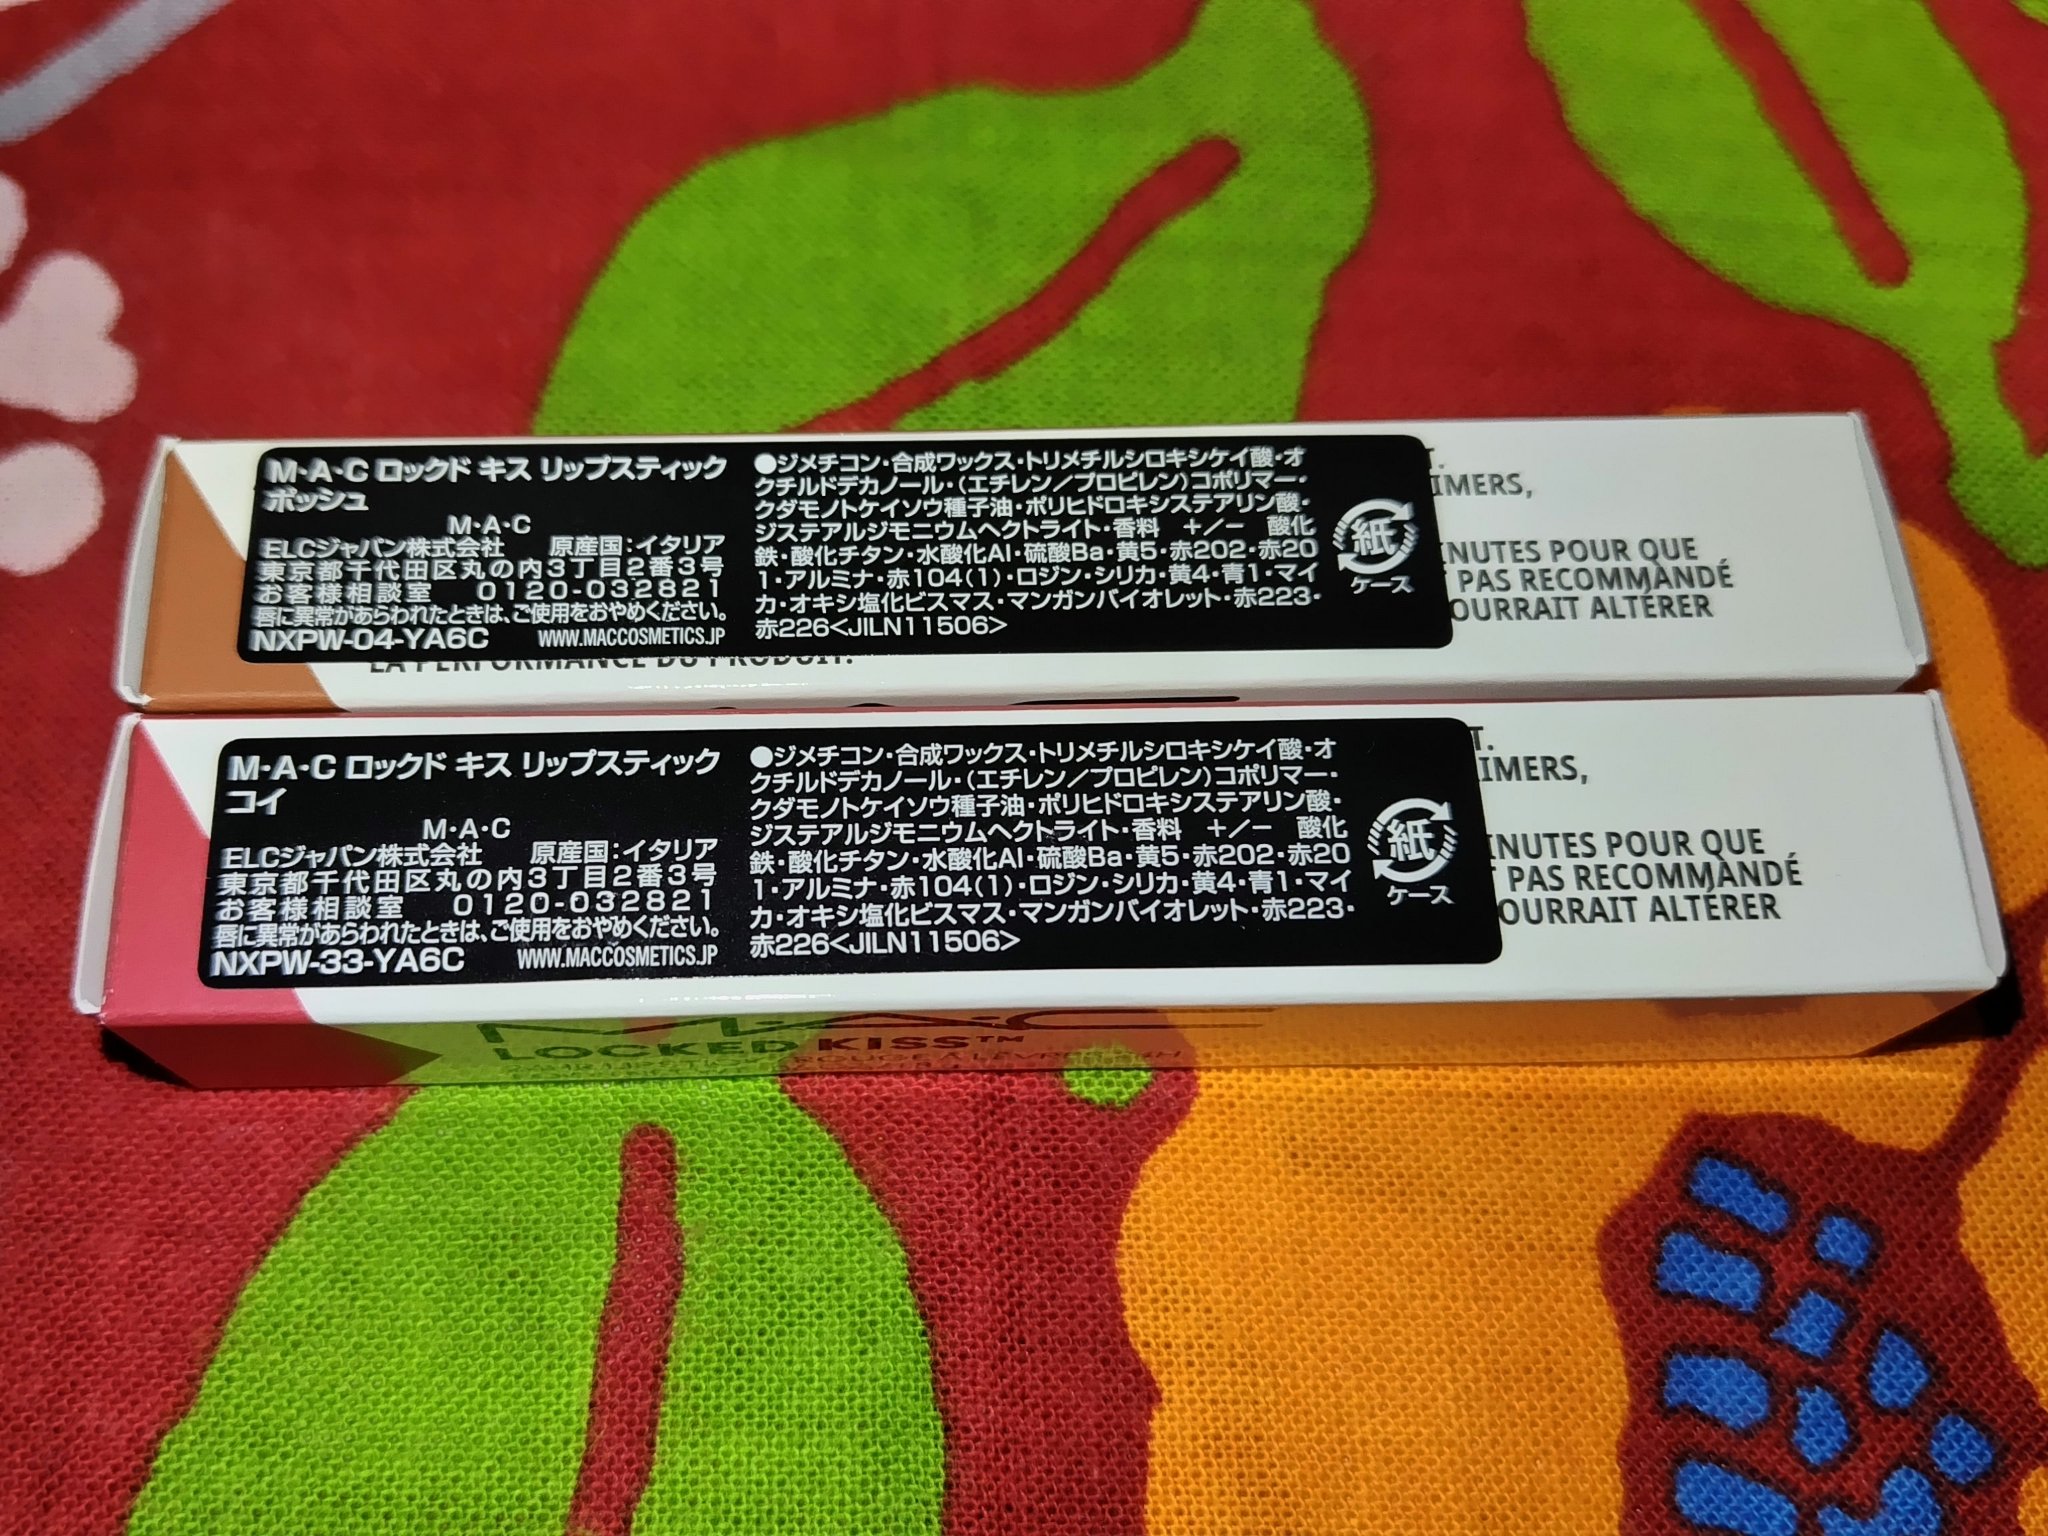 M·A·C ロックド キス リップスティック
ボッシュ
M·A·C
ELCジャパン株式会社 原産国:イタリア
東京都千代田区丸の内3丁目2番3号
お客様相談室 0120-032821
唇に異常があらわれたときは、ご使用をおやめください。
NXPW-04-YA6C WWW.MACCOSMETICS.JP
●ジメチコン・合成ワックス・トリメチルシロキシケイ酸・オ
クチルドデカノール・(エチレン/プロピレン)コポリマー・
クダモノトケイソウ種子油・ポリヒドロキシステアリン酸・
ジステアルジモニウムヘクトライト・香料 +/− 酸化
鉄・酸化チタン・水酸化Al・硫酸Ba・黄5・赤202・赤20
1・アルミナ・赤104(1)・ロジン・シリカ・黄4・青1・マイ
カ・オキシ塩化ビスマス・マンガンバイオレット・赤223・
赤226<JILN11506>
紙
ケース
T.
IMERS,
INUTES POUR QUE
T PAS RECOMMANDÉ
OURRAIT ALTÉRER
LA PERFORMANCE DU PRODUIT.
M·A·C ロックド キス リップスティック
コイ
M·A·C
ELCジャパン株式会社 原産国:イタリア
東京都千代田区丸の内3丁目2番3号
お客様相談室 0120-032821
唇に異常があらわれたときは、ご使用をおやめください。
NXPW-33-YA6C WWW.MACCOSMETICS.JP
●ジメチコン・合成ワックス・トリメチルシロキシケイ酸・オ
クチルドデカノール・(エチレン/プロピレン)コポリマー・
クダモノトケイソウ種子油・ポリヒドロキシステアリン酸・
ジステアルジモニウムヘクトライト・香料 +/− 酸化
鉄・酸化チタン・水酸化Al・硫酸Ba・黄5・赤202・赤20
1・アルミナ・赤104(1)・ロジン・シリカ・黄4・青1・マイ
カ・オキシ塩化ビスマス・マンガンバイオレット・赤223・
赤226<JILN11506>
紙
ケース
T.
IMERS,
INUTES POUR QUE
T PAS RECOMMANDÉ
OURRAIT ALTÉRER
M·A·C
LOCKED KISS™
ROUGE À LÈVRES